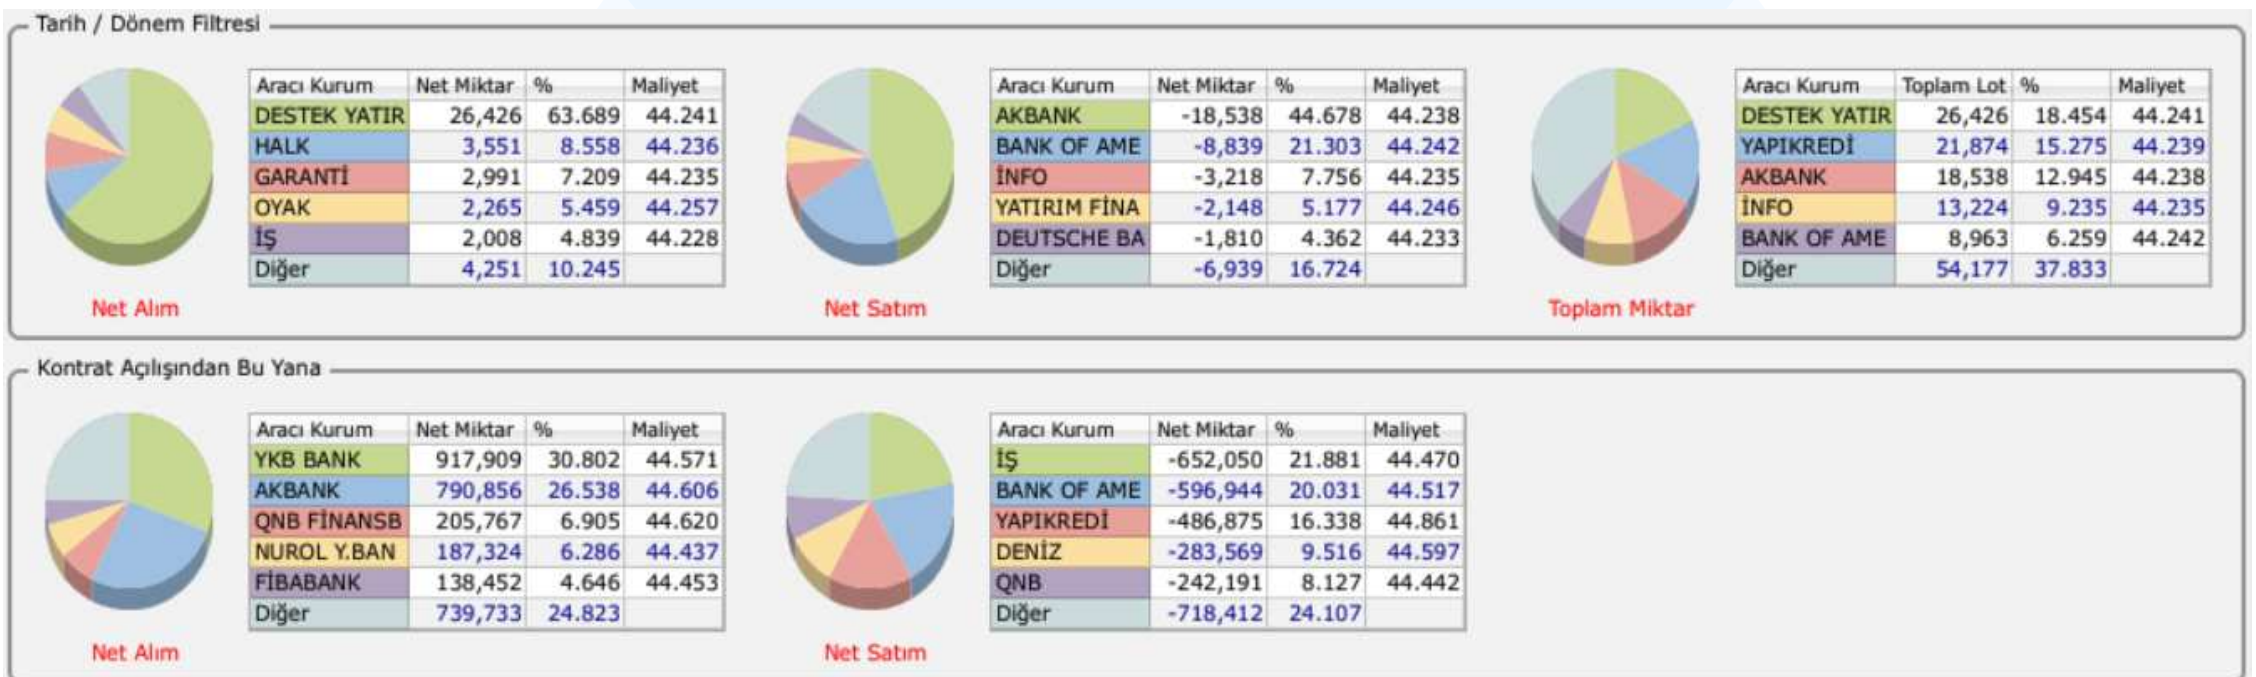 Tarih / Dönem Filtresi
Aracı Kurum Net Miktar % Maliyet
DESTEK YATIR 26,426 63.689 44.241
HALK 3,551 8.558 44.236
GARANTİ 2,991 7.209 44.235
OYAK 2,265 5.459 44.257
İŞ 2,008 4.839 44.228
Diğer 4,251 10.245
Net Alım
Aracı Kurum Net Miktar % Maliyet
AKBANK -18,538 44.678 44.238
BANK OF AME -8,839 21.303 44.242
İNFO -3,218 7.756 44.235
YATIRIM FİNA -2,148 5.177 44.246
DEUTSCHE BA -1,810 4.362 44.233
Diğer -6,939 16.724
Net Satım
Aracı Kurum Toplam Lot % Maliyet
DESTEK YATIR 26,426 18.454 44.241
YAPIKREDİ 21,874 15.275 44.239
AKBANK 18,538 12.945 44.238
İNFO 13,224 9.235 44.235
BANK OF AME 8,963 6.259 44.242
Diğer 54,177 37.833
Toplam Miktar
Kontrat Açılışından Bu Yana
Aracı Kurum Net Miktar % Maliyet
YKB BANK 917,909 30.802 44.571
AKBANK 790,856 26.538 44.606
QNB FİNANSB 205,767 6.905 44.620
NUROL Y.BAN 187,324 6.286 44.437
FİBABANK 138,452 4.646 44.453
Diğer 739,733 24.823
Net Alım
Aracı Kurum Net Miktar % Maliyet
İŞ -652,050 21.881 44.470
BANK OF AME -596,944 20.031 44.517
YAPIKREDİ -486,875 16.338 44.861
DENİZ -283,569 9.516 44.597
QNB -242,191 8.127 44.442
Diğer -718,412 24.107
Net Satım